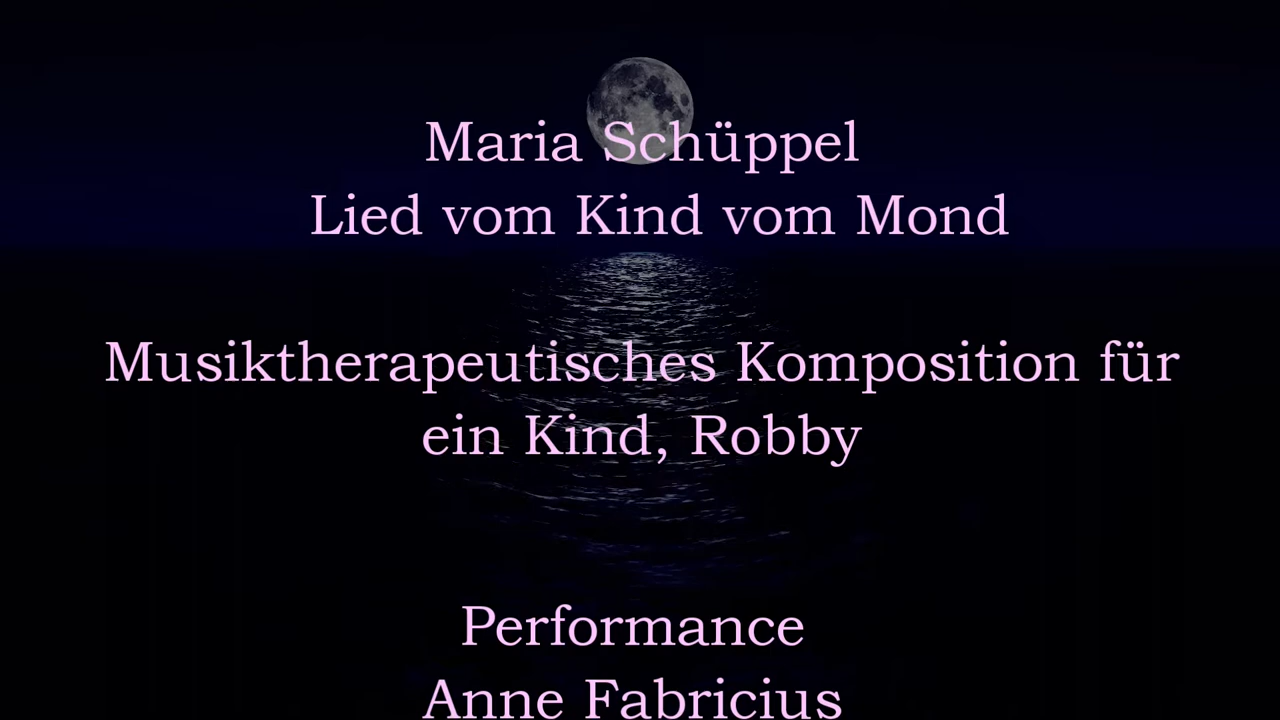 Maria Schüppel
Lied vom Kind vom Mond
Musiktherapeutisches Komposition für
ein Kind, Robby
Performance
Anne Fabricius